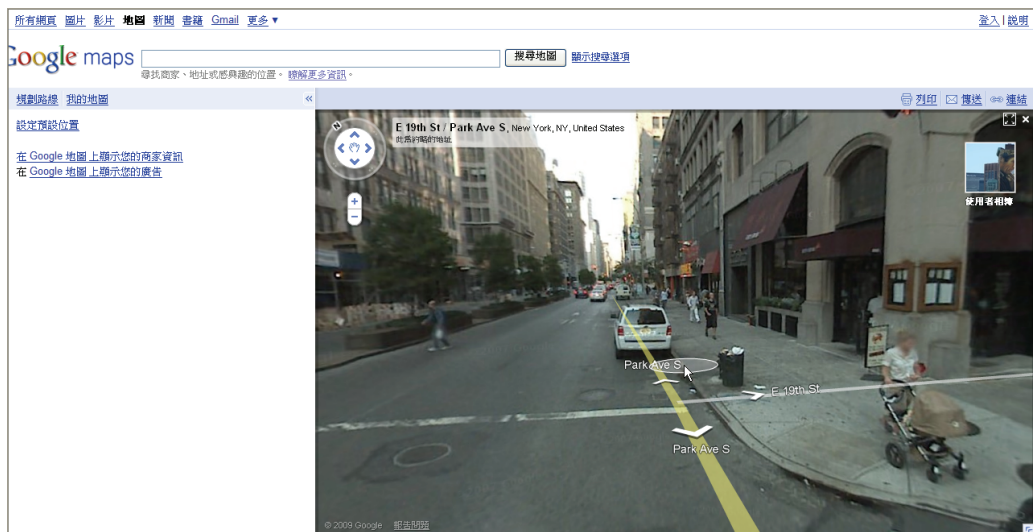 所有網頁 圖片 影片 地圖 新聞 書籍 Gmail 更多▼ 登入 | 說明
Google maps 搜尋地圖 顯示搜尋選項
尋找商家、地址或感興趣的位置。瞭解更多資訊。
規劃路線 我的地圖 « 列印 傳送 連結
設定預設位置
E 19th St / Park Ave S, New York, NY, United States
此為約略的地址
在 Google 地圖上顯示您的商家資訊
在 Google 地圖上顯示您的廣告
使用者相簿
Park Ave S
E 19th St
Park Ave S
© 2009 Google 報告問題